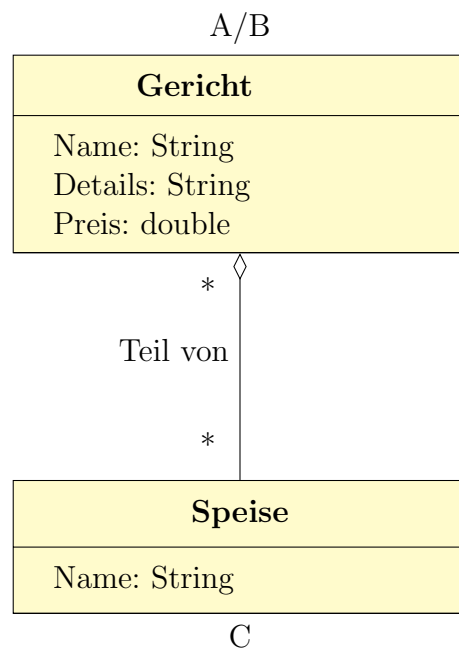 A/B
Gericht
Name: String
Details: String
Preis: double
*
Teil von
*
Speise
Name: String
C